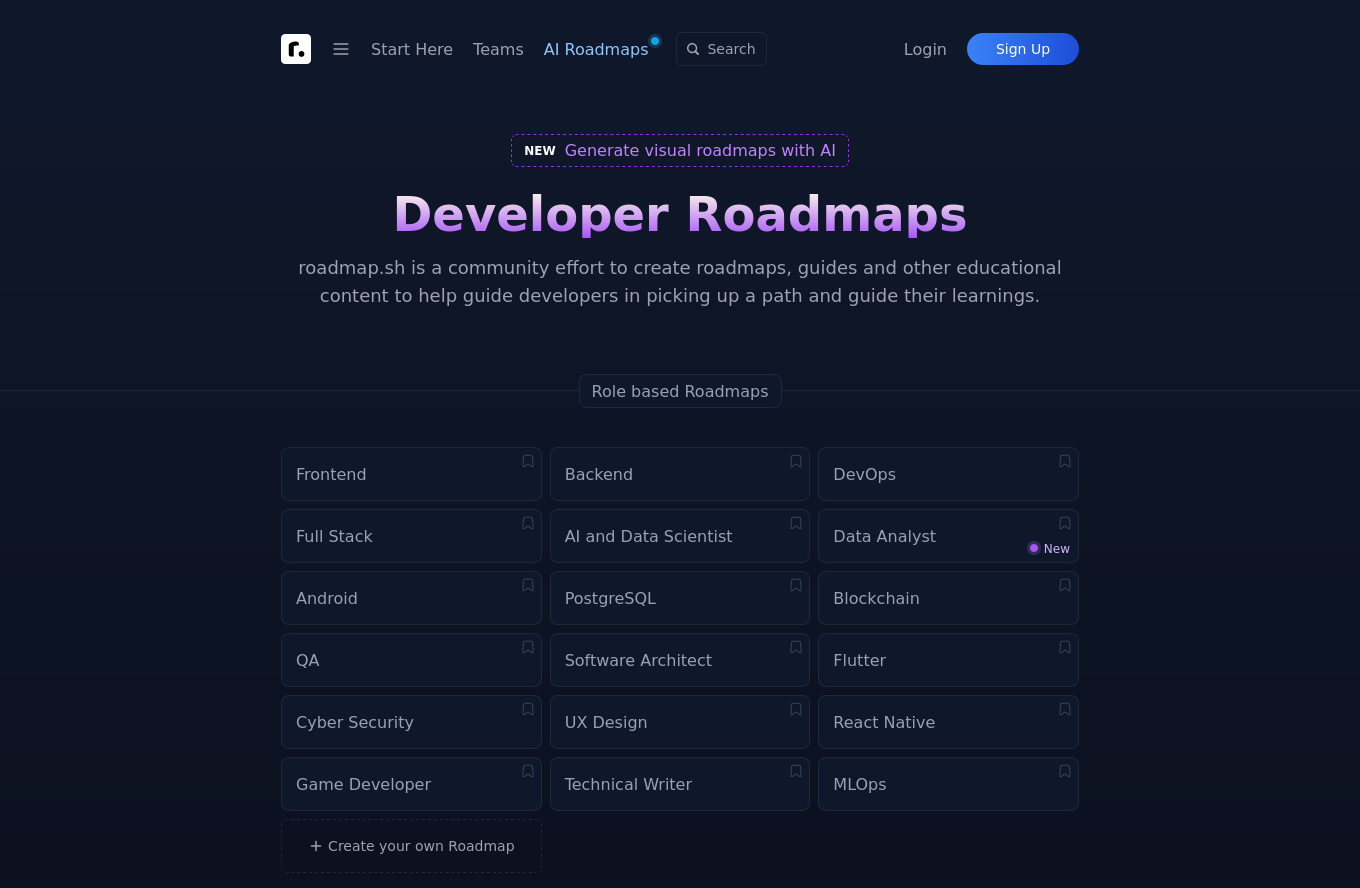 Start Here Teams AI Roadmaps Search Login Sign Up
NEW Generate visual roadmaps with AI
Developer Roadmaps
roadmap.sh is a community effort to create roadmaps, guides and other educational
content to help guide developers in picking up a path and guide their learnings.
Role based Roadmaps
Frontend Backend DevOps
Full Stack AI and Data Scientist Data Analyst New
Android PostgreSQL Blockchain
QA Software Architect Flutter
Cyber Security UX Design React Native
Game Developer Technical Writer MLOps
+ Create your own Roadmap